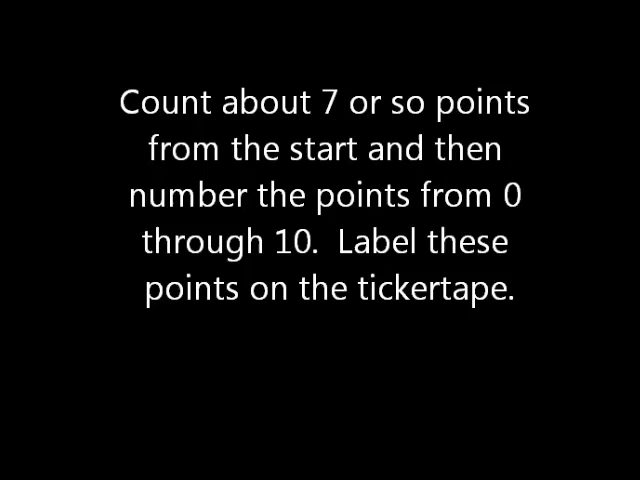 Count about 7 or so points
from the start and then
number the points from 0
through 10.  Label these
points on the tickertape.